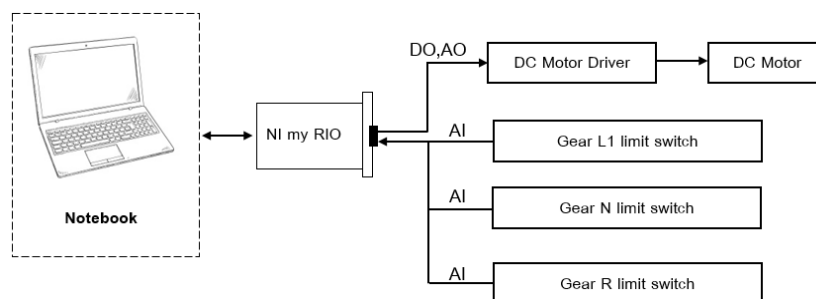 DO,AO
DC Motor Driver
DC Motor
NI my RIO
AI
Gear L1 limit switch
AI
Gear N limit switch
Notebook
AI
Gear R limit switch